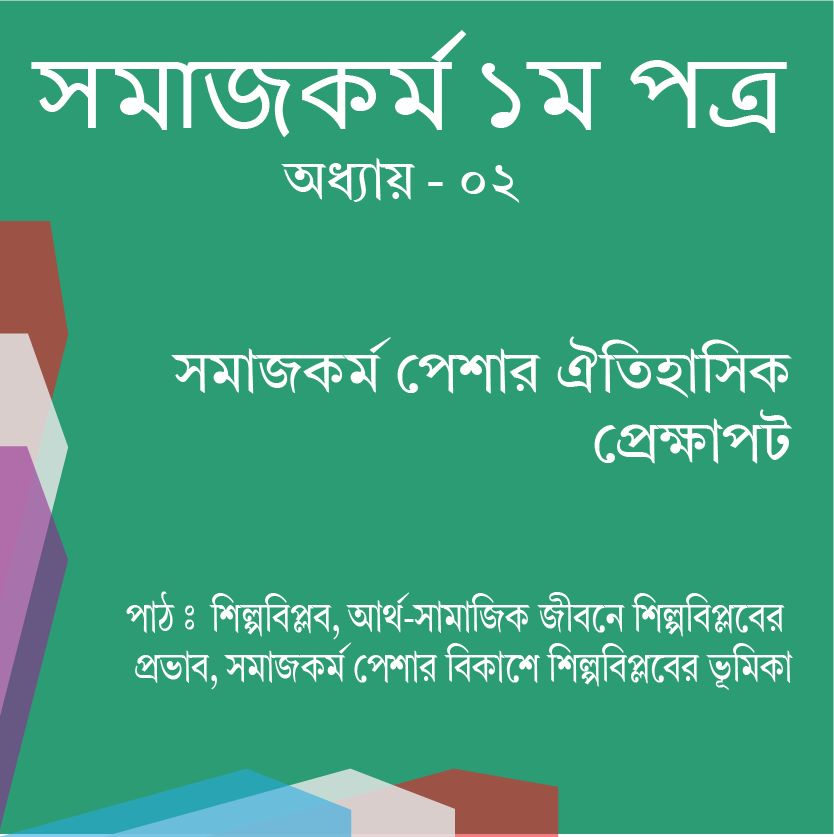 সমাজকর্ম ১ম পত্র
অধ্যায় - ০২
সমাজকর্ম পেশার ঐতিহাসিক
প্রেক্ষাপট
পাঠ ঃ শিল্পবিপ্লব, আর্থ-সামাজিক জীবনে শিল্পবিপ্লবের
প্রভাব, সমাজকর্ম পেশার বিকাশে শিল্পবিপ্লবের ভূমিকা